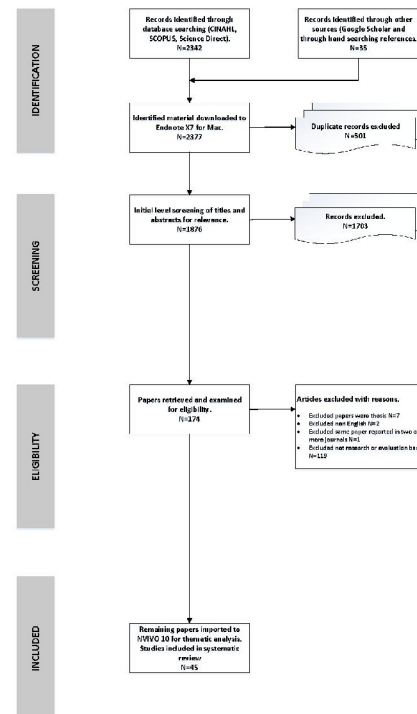 IDENTIFICATION
Records identified through
database searching (CINAHL,
SCOPUS, Science Direct).
N=2342
Records identified through other
sources (Google Scholar and
through hand searching references.
N=35
Identified material downloaded to
Endnote X7 for Mac.
N=2377
Duplicate records excluded
N=501
SCREENING
Initial level screening of titles and
abstracts for relevance.
N=1876
Records excluded.
N=1703
ELIGIBILITY
Papers retrieved and examined
for eligibility.
N=174
Articles excluded with reasons.
• Excluded papers were thesis N=7
• Excluded non English N=2
• Excluded same paper reported in two o
more journals N=1
• Excluded not research or evaluation ba
N=119
INCLUDED
Remaining papers imported to
NVIVO 10 for thematic analysis.
Studies included in systematic
review
N=45